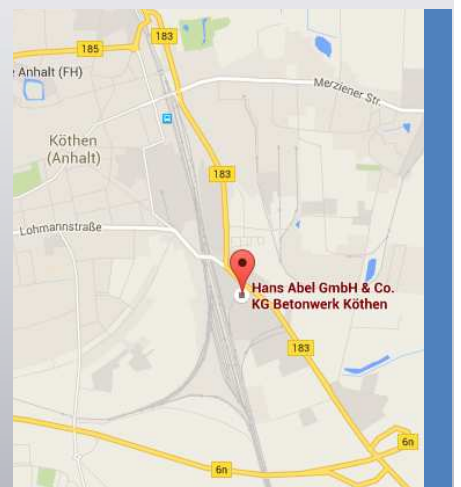 183
185
e Anhalt (FH)
Merziener Str.
Köthen
(Anhalt)
183
Lohmannstraße
Hans Abel GmbH & Co.
KG Betonwerk Köthen
183
6n
6n